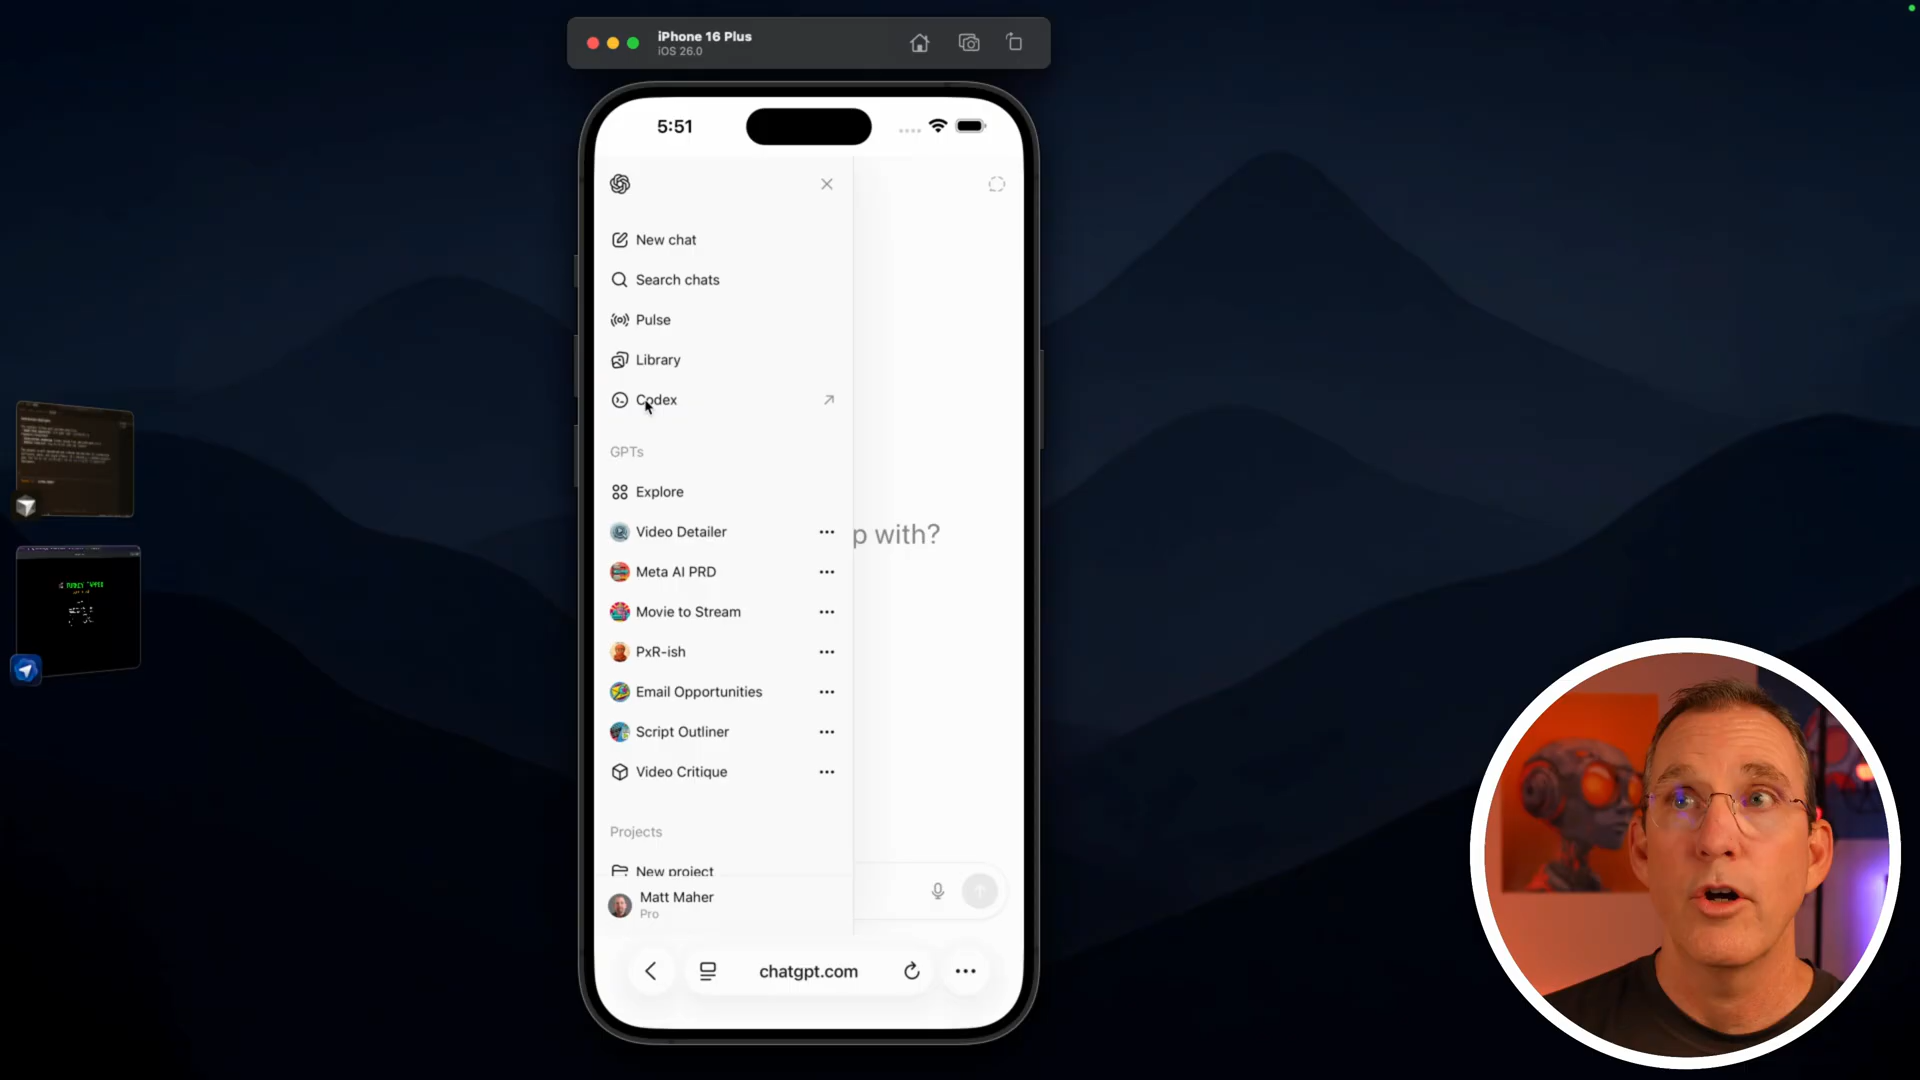 iPhone 16 Plus
iOS 26.0
5:51
New chat
Search chats
Pulse
Library
Codex
GPTs
Explore
p with?
Video Detailer
Meta AI PRD
Movie to Stream
PxR-ish
Email Opportunities
Script Outliner
Video Critique
Projects
New project
Matt Maher
Pro
chatgpt.com